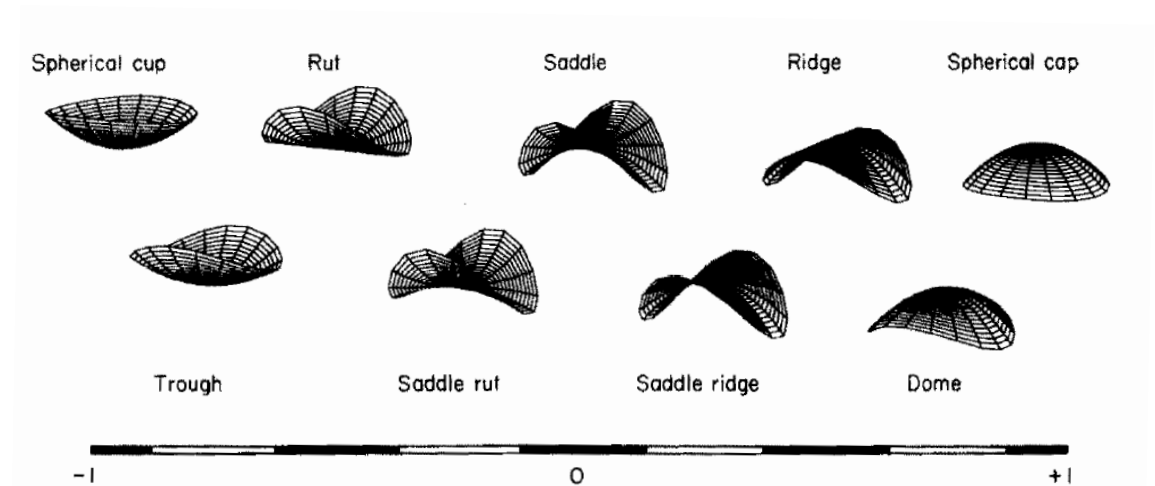 Spherical cup Rut Saddle Ridge Spherical cap
Trough Saddle rut Saddle ridge Dome
-1 0 +1